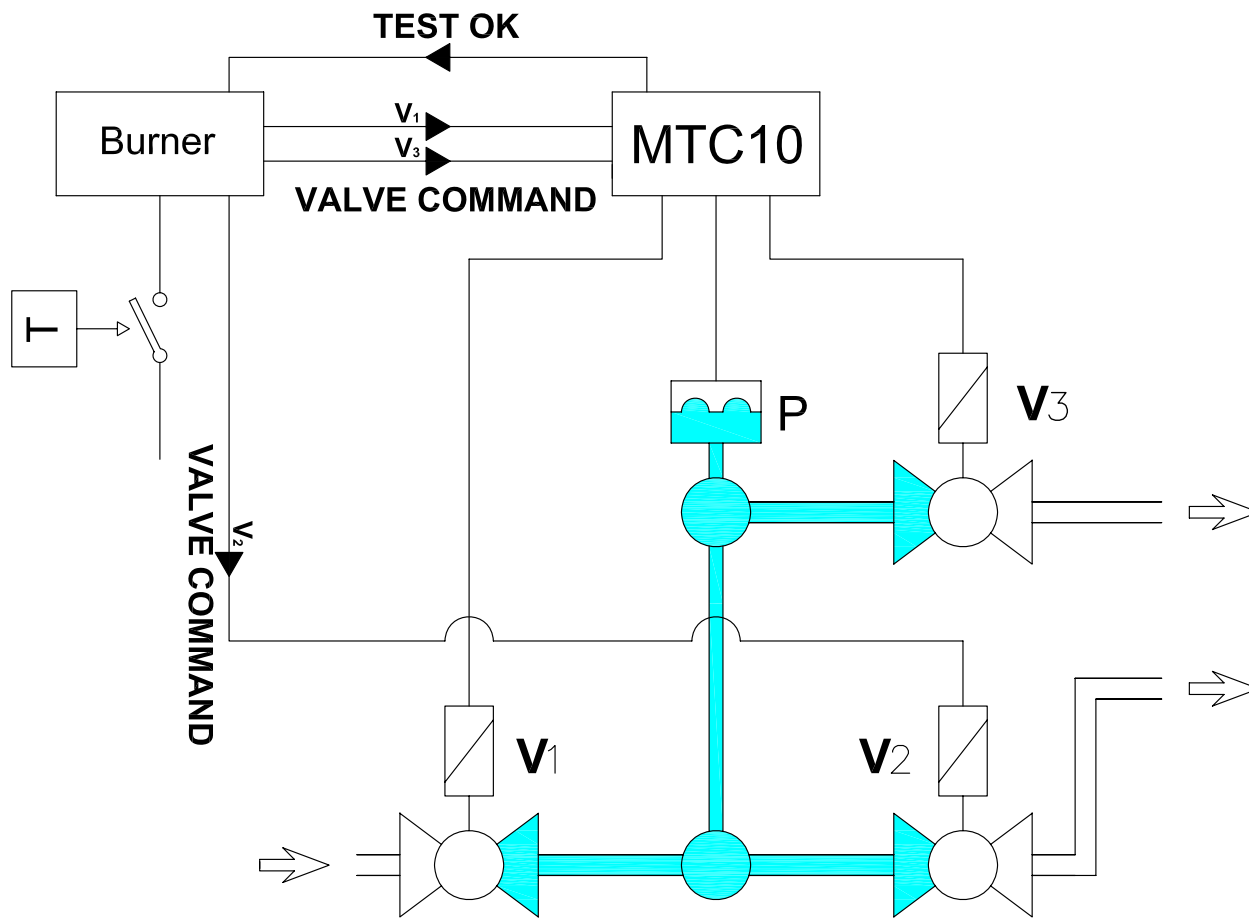 TEST OK
V1
Burner
MTC10
V3
VALVE COMMAND
T
P
V3
VALVE COMMAND
V2
V1
V2